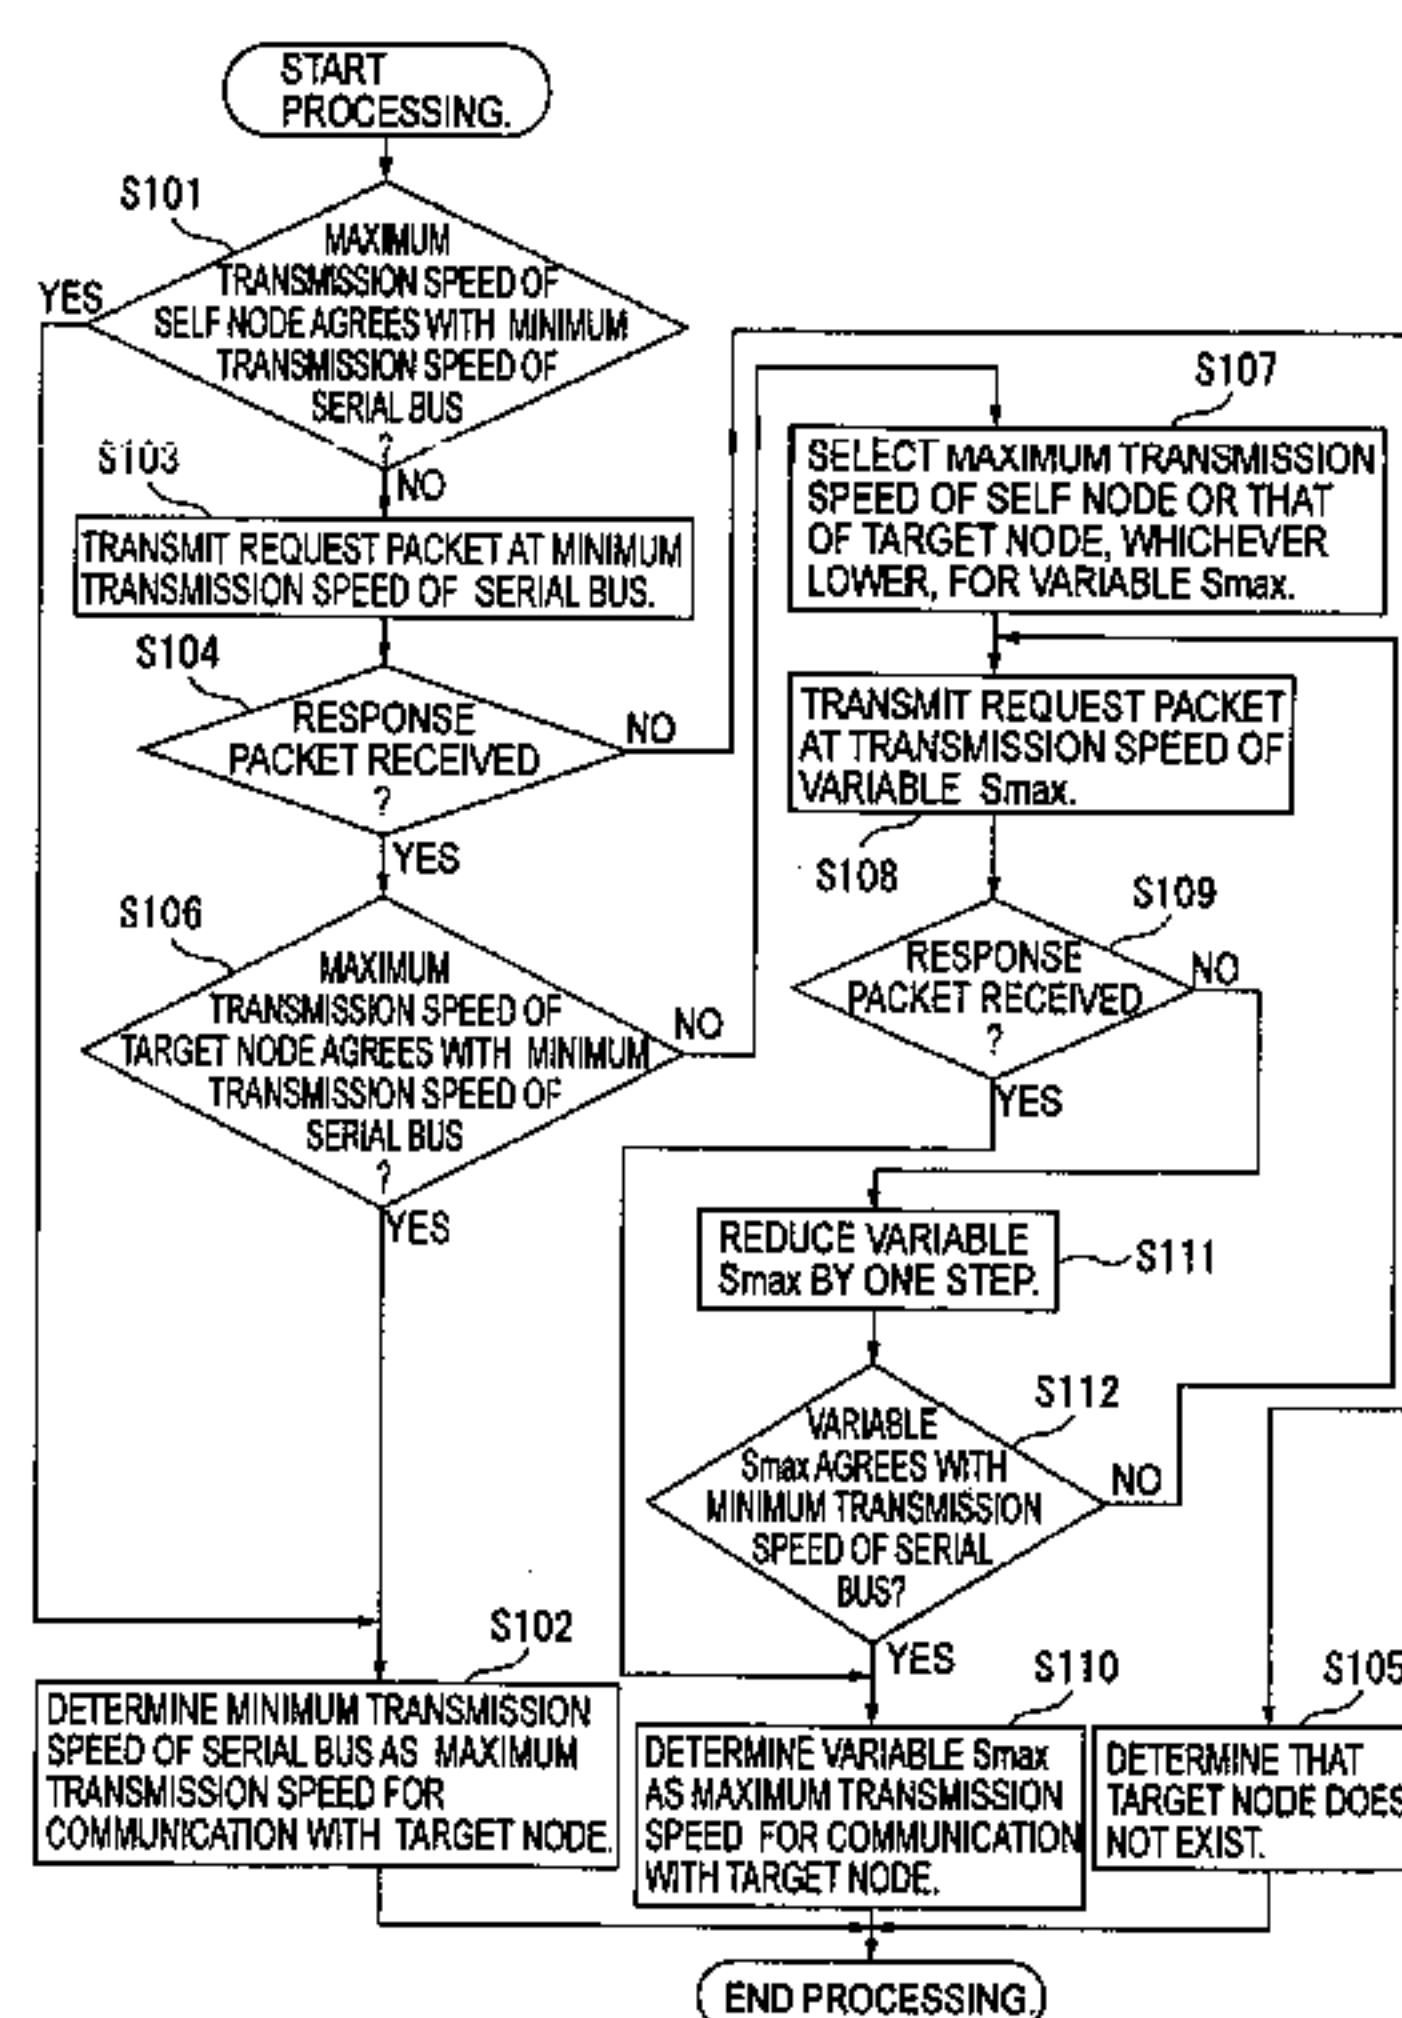 START
PROCESSING.
S101
MAXIMUM
TRANSMISSION SPEED OF
SELF NODE AGREES WITH MINIMUM
TRANSMISSION SPEED OF
SERIAL BUS
?
YES
NO
S103
TRANSMIT REQUEST PACKET AT MINIMUM
TRANSMISSION SPEED OF SERIAL BUS.
S104
RESPONSE
PACKET RECEIVED
?
NO
YES
S106
MAXIMUM
TRANSMISSION SPEED OF
TARGET NODE AGREES WITH MINIMUM
TRANSMISSION SPEED OF
SERIAL BUS
?
NO
YES
S107
SELECT MAXIMUM TRANSMISSION
SPEED OF SELF NODE OR THAT
OF TARGET NODE, WHICHEVER
LOWER, FOR VARIABLE Smax.
TRANSMIT REQUEST PACKET
AT TRANSMISSION SPEED OF
VARIABLE Smax.
S108
S109
RESPONSE
PACKET RECEIVED
?
NO
YES
REDUCE VARIABLE
Smax BY ONE STEP.
S111
S112
VARIABLE
Smax AGREES WITH
MINIMUM TRANSMISSION
SPEED OF SERIAL
BUS?
NO
YES
S102
DETERMINE MINIMUM TRANSMISSION
SPEED OF SERIAL BUS AS MAXIMUM
TRANSMISSION SPEED FOR
COMMUNICATION WITH TARGET NODE.
S110
DETERMINE VARIABLE Smax
AS MAXIMUM TRANSMISSION
SPEED FOR COMMUNICATION
WITH TARGET NODE.
S105
DETERMINE THAT
TARGET NODE DOES
NOT EXIST.
END PROCESSING.